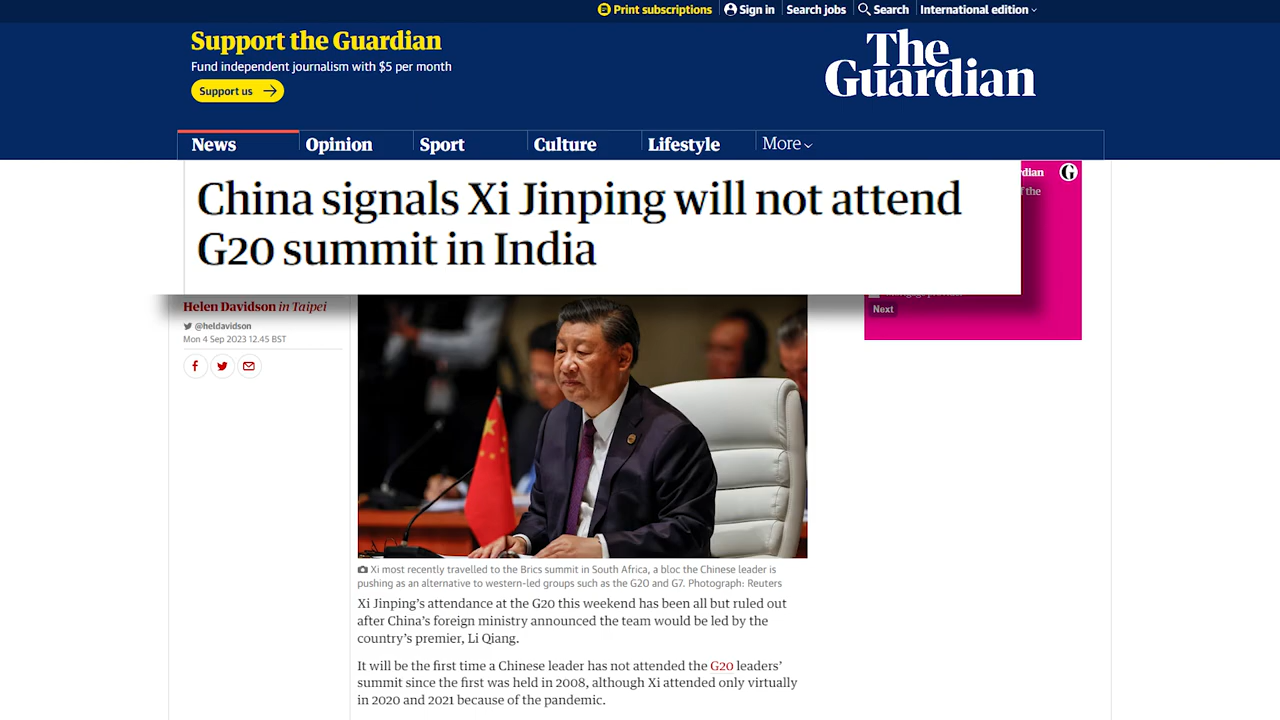 Print subscriptions
Sign in
Search jobs
Search
International edition
Support the Guardian
Fund independent journalism with $5 per month
Support us
The
Guardian
News
Opinion
Sport
Culture
Lifestyle
More
China signals Xi Jinping will not attend
G20 summit in India
Helen Davidson in Taipei
@heldavidson
Mon 4 Sep 2023 12.45 BST
Next
Xi most recently travelled to the Brics summit in South Africa, a bloc the Chinese leader is
pushing as an alternative to western-led groups such as the G20 and G7. Photograph: Reuters
Xi Jinping's attendance at the G20 this weekend has been all but ruled out
after China's foreign ministry announced the team would be led by the
country's premier, Li Qiang.
It will be the first time a Chinese leader has not attended the G20 leaders'
summit since the first was held in 2008, although Xi attended only virtually
in 2020 and 2021 because of the pandemic.